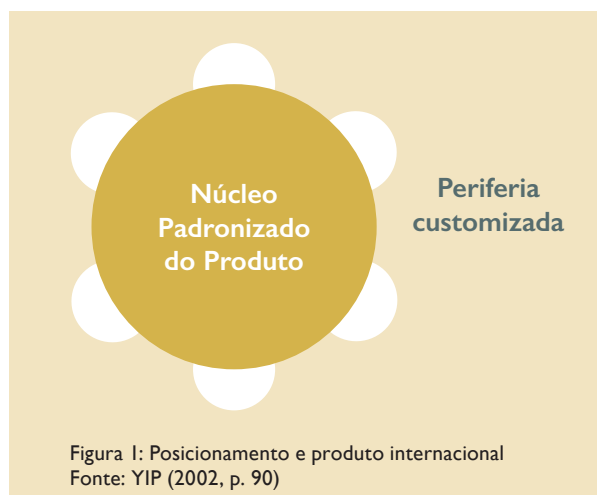 Núcleo
Padronizado
do Produto
Periferia
customizada
Figura 1: Posicionamento e produto internacional
Fonte: YIP (2002, p. 90)